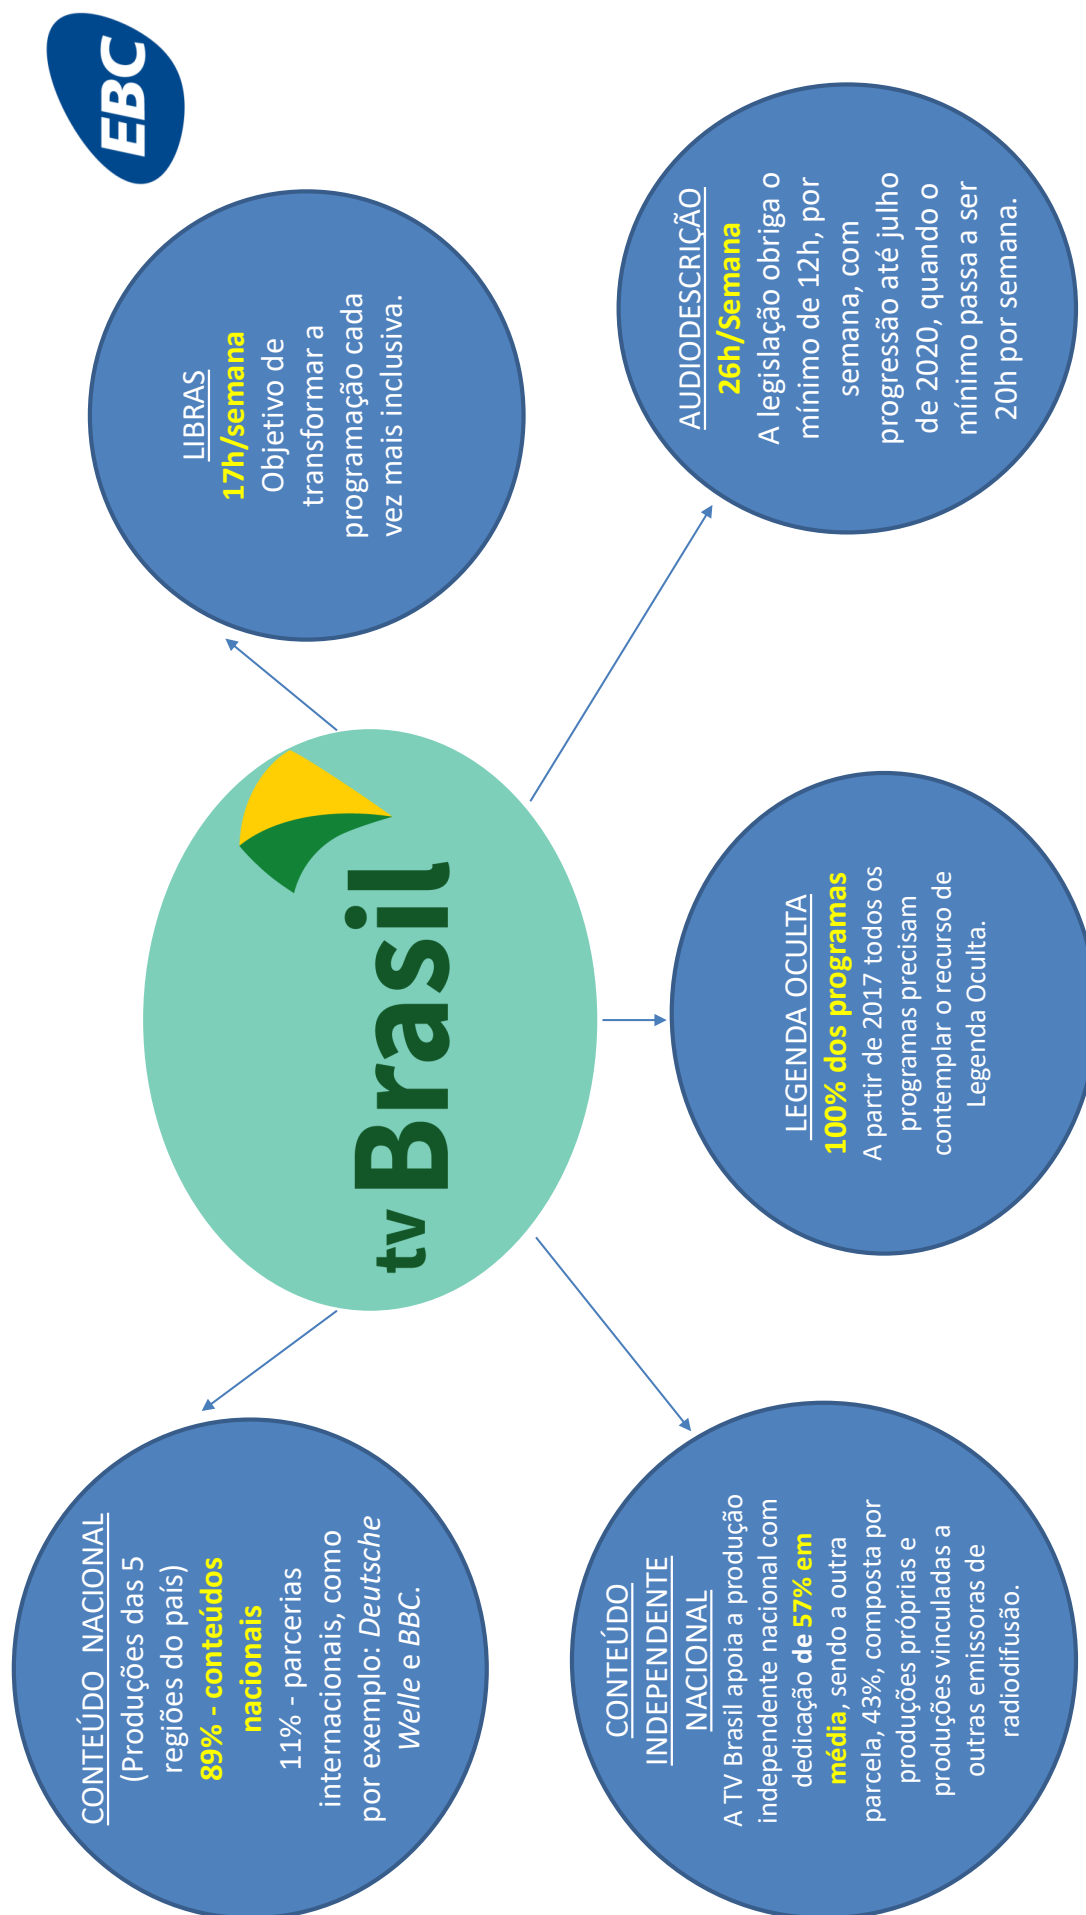 EBC
CONTEÚDO NACIONAL
(Produções das 5
regiões do país)
89% - conteúdos
nacionais
11% - parcerias
internacionais, como
por exemplo: Deutsche
Welle e BBC.
tv Brasil
LIBRAS
17h/semana
Objetivo de
transformar a
programação cada
vez mais inclusiva.
CONTEÚDO
INDEPENDENTE
NACIONAL
A TV Brasil apoia a produção
independente nacional com
dedicação de 57% em
média, sendo a outra
parcela, 43%, composta por
produções próprias e
produções vinculadas a
outras emissoras de
radiodifusão.
LEGENDA OCULTA
100% dos programas
A partir de 2017 todos os
programas precisam
contemplar o recurso de
Legenda Oculta.
AUDIODESCRIÇÃO
26h/Semana
A legislação obriga o
mínimo de 12h, por
semana, com
progressão até julho
de 2020, quando o
mínimo passa a ser
20h por semana.